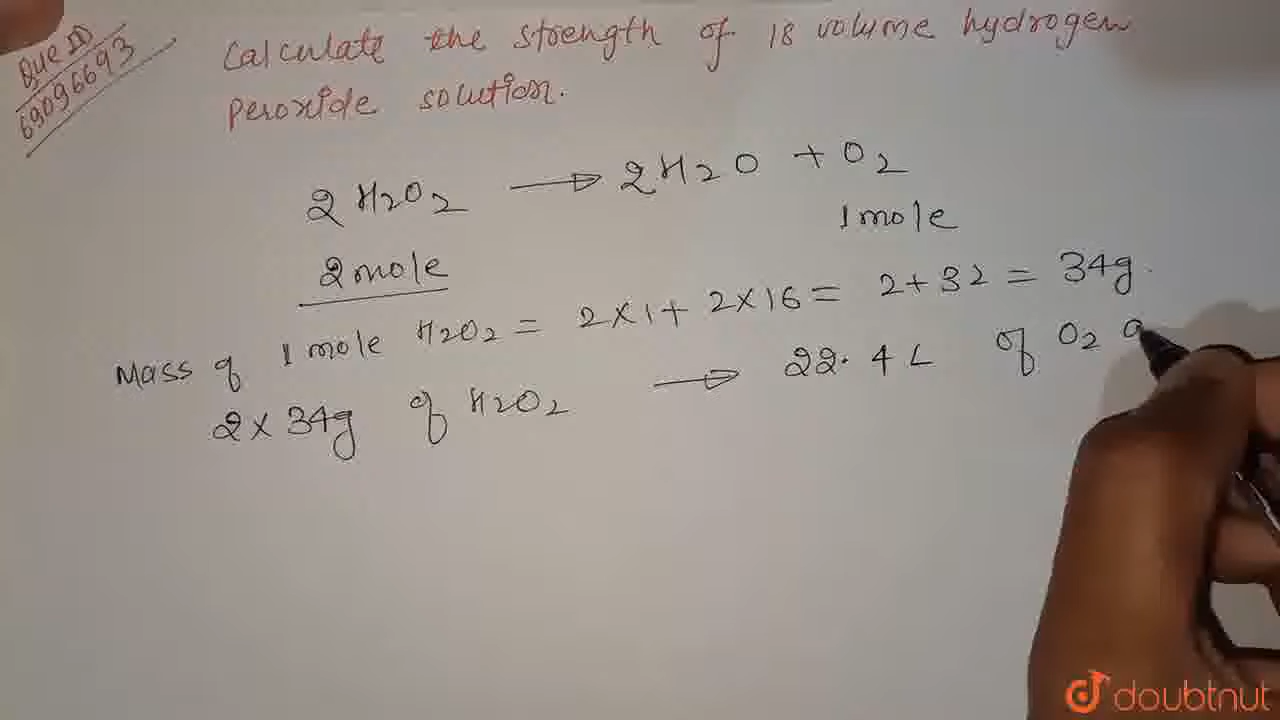 Que ID
69096693
Calculate the strength of 18 volume hydrogen
peroxide solution.
2 H2O2 → 2 H2O + O2
2 mole 1 mole
Mass of 1 mole H2O2 = 2×1 + 2×16 = 2+32 = 34g.
2 × 34g of H2O2 → 22.4 L of O2 a
doubtnut